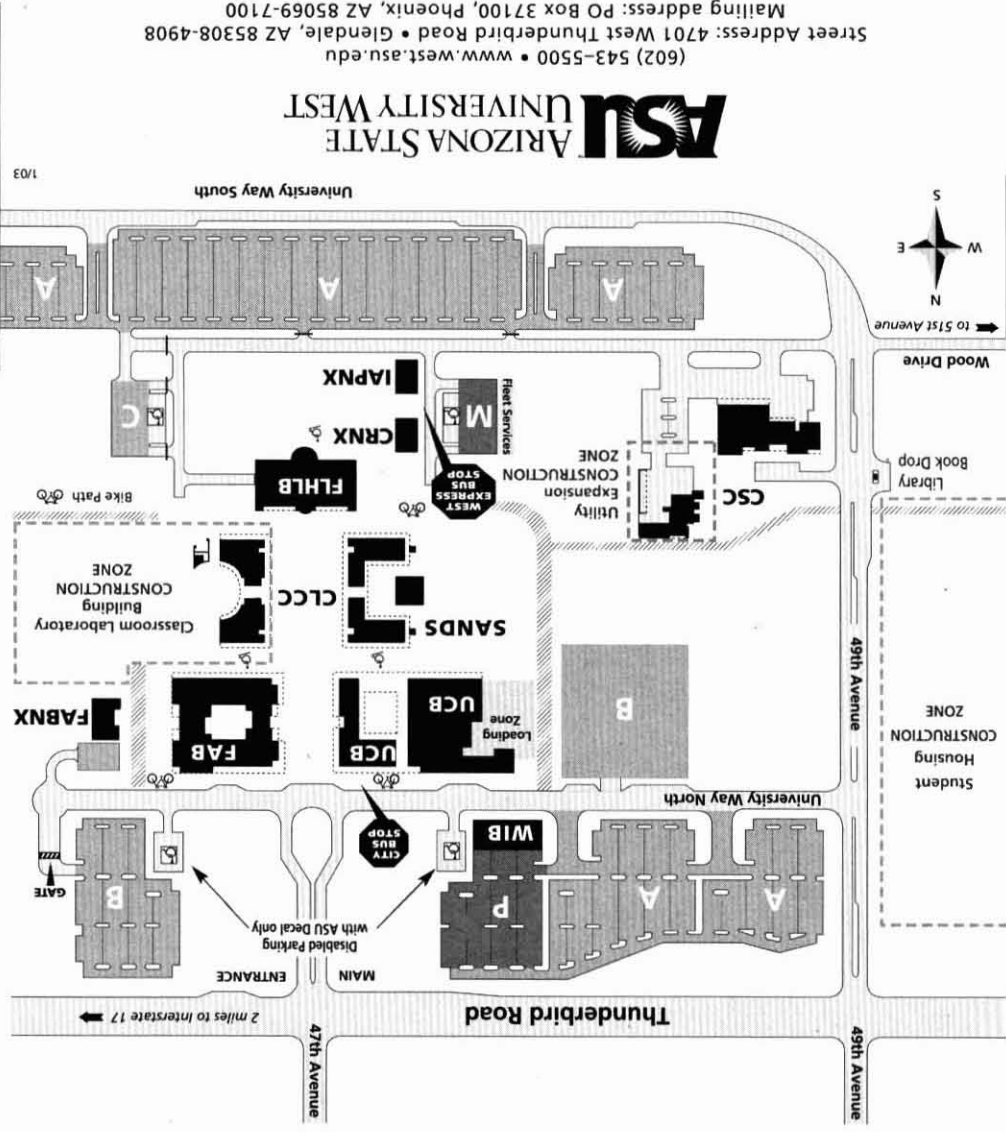 47th Avenue
49th Avenue
Thunderbird Road
2 miles to Interstate 17
MAIN
ENTRANCE
Disabled Parking
with ASU Decal only
A
A
P
B
GATE
WIB
CITY
BUS
STOP
University Way North
Student
Housing
CONSTRUCTION
ZONE
49th Avenue
B
Loading
Zone
UCB
UCB
FAB
FABNX
SANDS
CLCC
Classroom Laboratory
Building
CONSTRUCTION
ZONE
Bike Path
Library
Book Drop
CSC
Utility
Expansion
CONSTRUCTION
ZONE
WEST
EXPRESS
BUS
STOP
FLHLB
CRNX
IAPNX
Fleet Services
M
C
Wood Drive
to 51st Avenue
N
W
E
S
A
A
A
University Way South
1/03
ASU
ARIZONA STATE
UNIVERSITY WEST
(602) 543-5500 • www.west.asu.edu
Street Address: 4701 West Thunderbird Road • Glendale, AZ 85308-4908
Mailing address: PO Box 37100, Phoenix, AZ 85069-7100